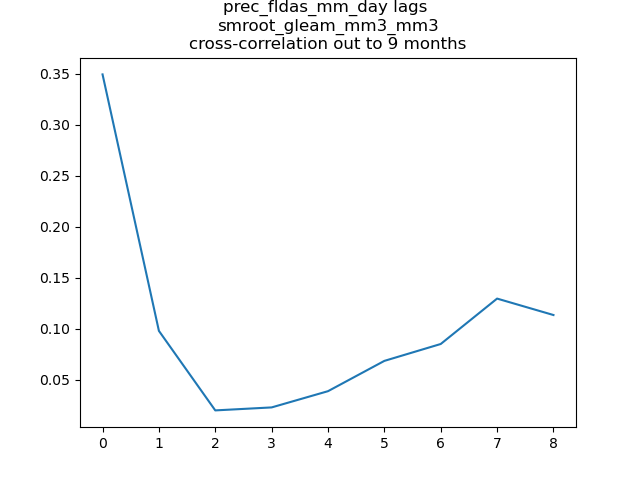 prec_fldas_mm_day lags
smroot_gleam_mm3_mm3
cross-correlation out to 9 months
0.35
0.30
0.25
0.20
0.15
0.10
0.05
0 1 2 3 4 5 6 7 8